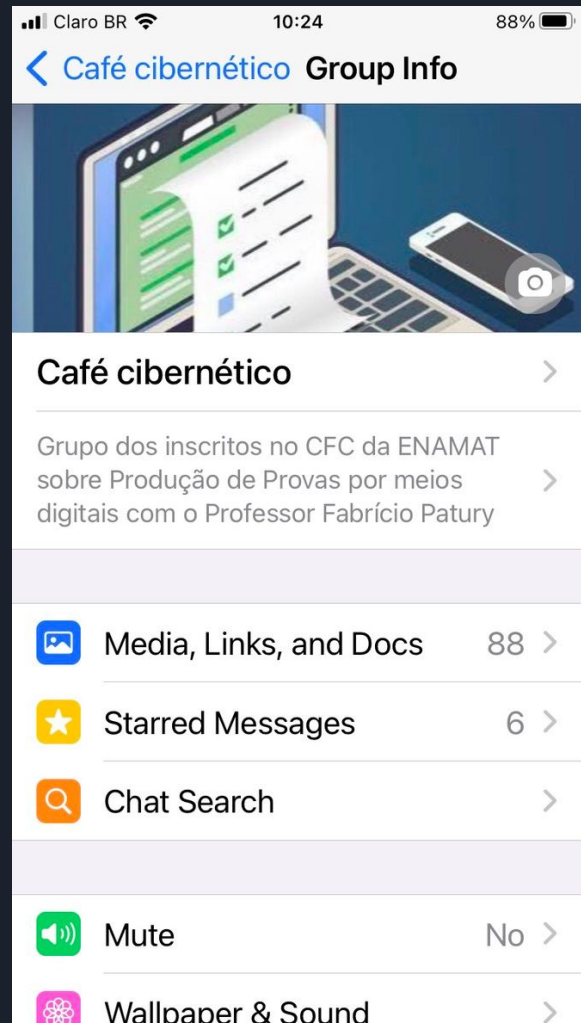 Claro BR 10:24 88%
Café cibernético Group Info
Café cibernético
Grupo dos inscritos no CFC da ENAMAT
sobre Produção de Provas por meios
digitais com o Professor Fabrício Patury
Media, Links, and Docs 88
Starred Messages 6
Chat Search
Mute No
Wallpaper & Sound